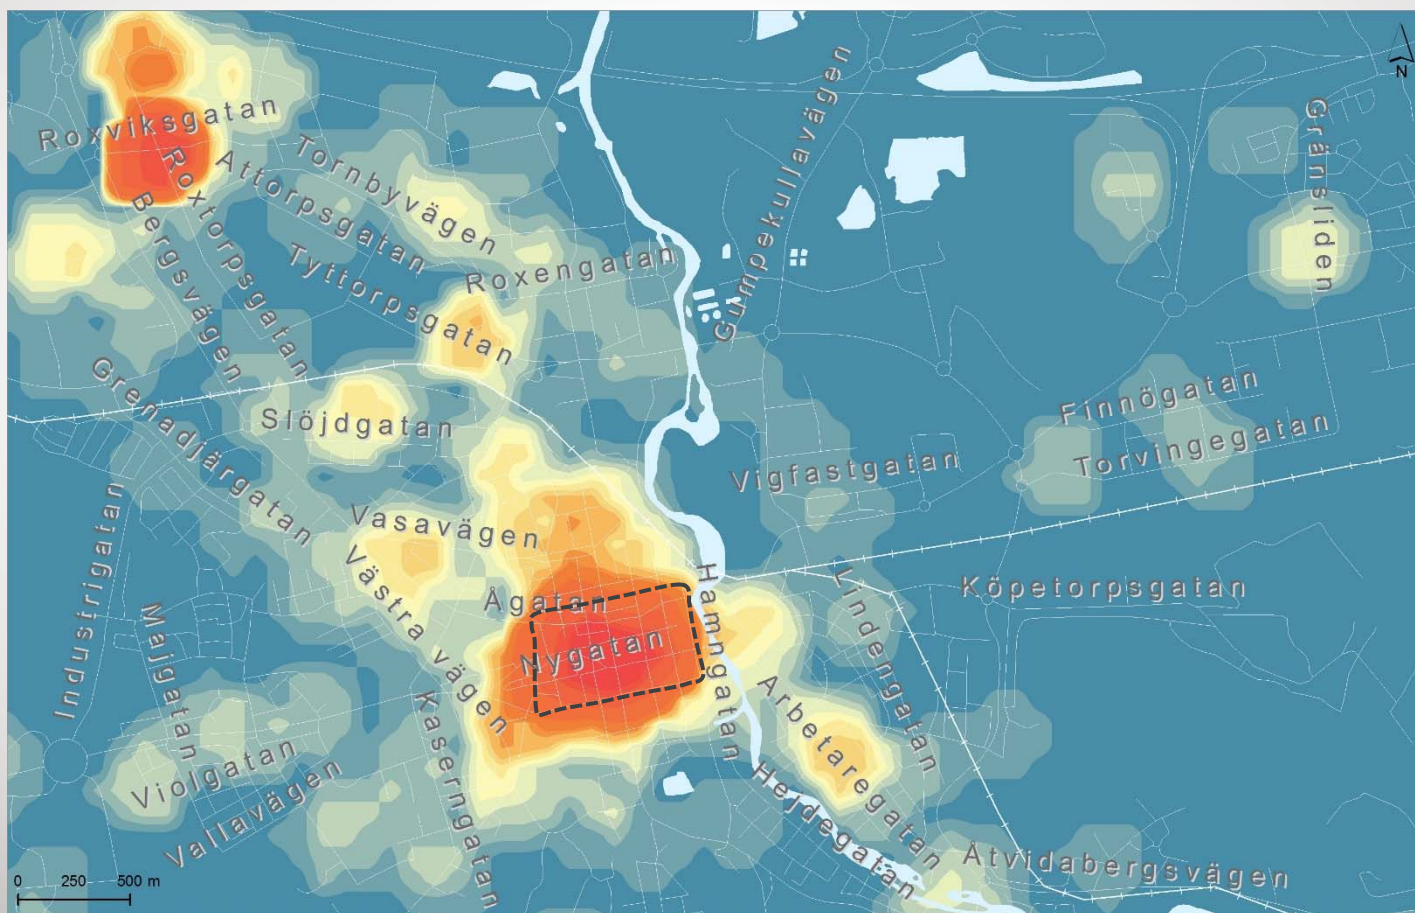 N
Roxviksgatan
Gumpekullavägen
Gränsliden
Tornbyvägen
Attorpsgatan
Roxtorpsgatan
Bergsvägen
Tyttorpsgatan
Roxengatan
Grenadjärgatan
Slöjdgatan
Finnögatan
Torvingegatan
Vigfastgatan
Industrigatan
Vasavägen
Västra vägen
Ågatan
Hamngatan
Lindengatan
Köpetorpsgatan
Majgatan
Nygatan
Kaserngatan
Arbetaregatan
Violgatan
Vallavägen
Hejdegatan
Åtvidabergsvägen
0 250 500 m